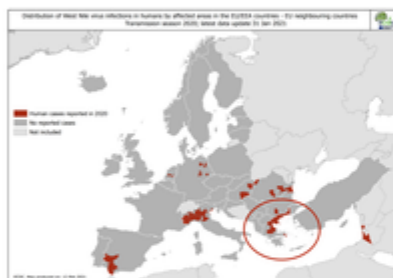 Distribution of West Nile virus infections in humans by affected areas in the EU/EEA countries - EU neighbouring countries
Transmission season 2020; latest data update 31 Jan 2021
Human cases reported in 2020
No reported cases
Not included